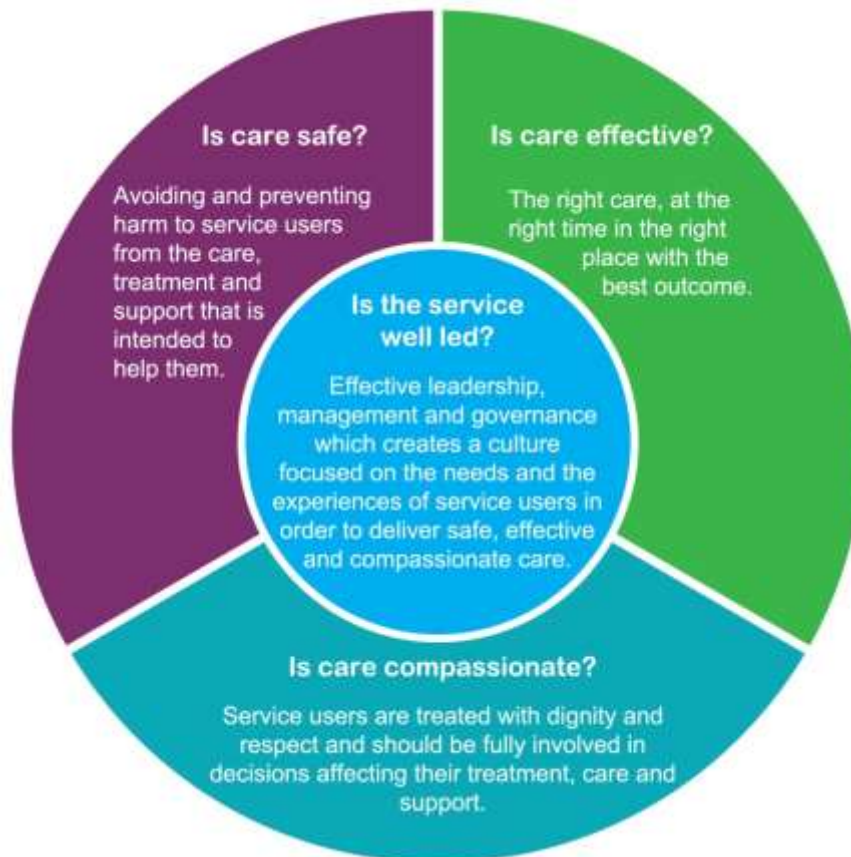 Is care safe?
Avoiding and preventing
harm to service users
from the care,
treatment and
support that is
intended to
help them.
Is care effective?
The right care, at the
right time in the right
place with the
best outcome.
Is the service
well led?
Effective leadership,
management and governance
which creates a culture
focused on the needs and the
experiences of service users in
order to deliver safe, effective
and compassionate care.
Is care compassionate?
Service users are treated with dignity and
respect and should be fully involved in
decisions affecting their treatment, care and
support.